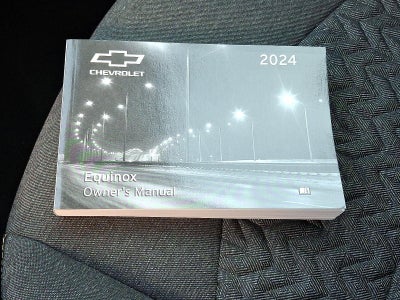 2024
CHEVROLET
Equinox
Owner's Manual